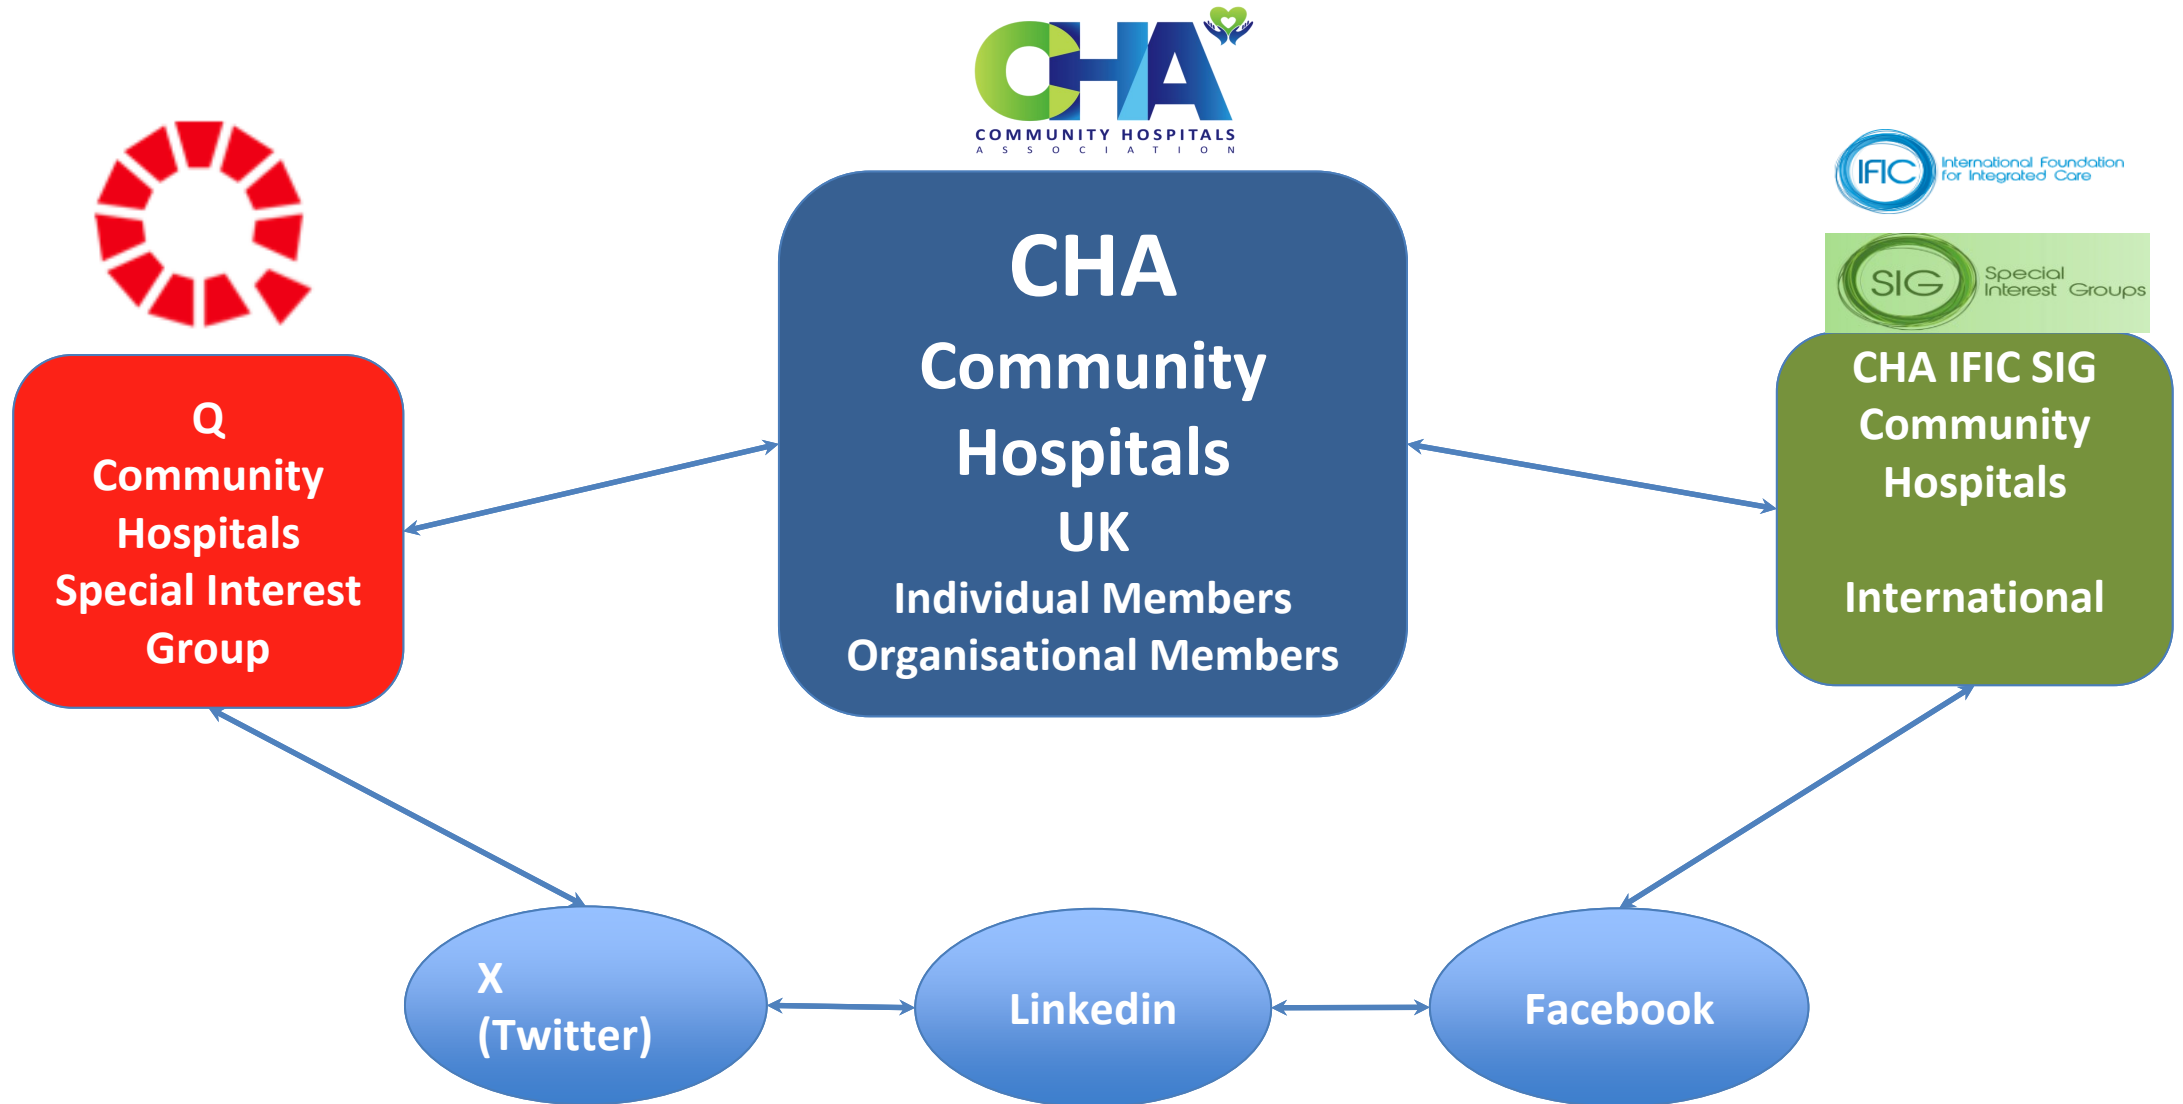 CHA
COMMUNITY HOSPITALS
ASSOCIATION
IFIC
International Foundation
for Integrated Care
SIG
Special
Interest Groups
Q
Community
Hospitals
Special Interest
Group
CHA
Community
Hospitals
UK
Individual Members
Organisational Members
CHA IFIC SIG
Community
Hospitals
International
X
(Twitter)
Linkedin
Facebook